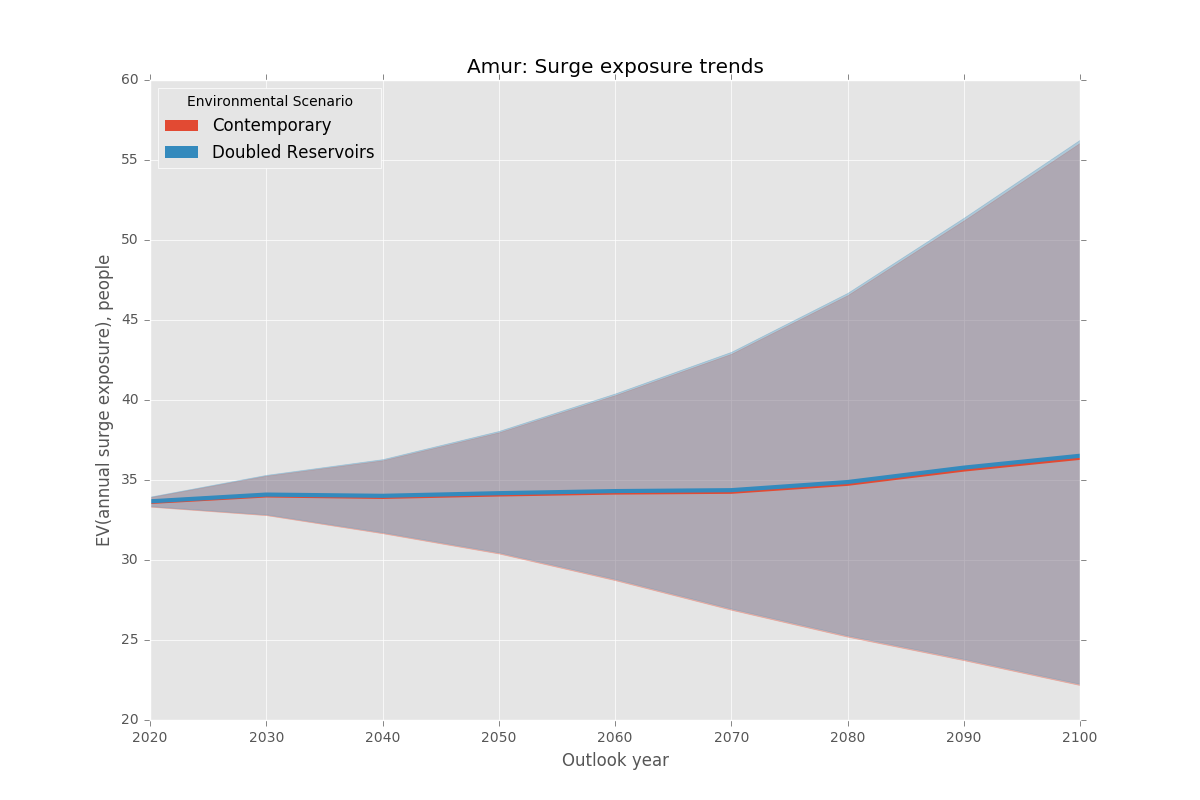 Amur: Surge exposure trends
Environmental Scenario
Contemporary
Doubled Reservoirs
EV(annual surge exposure), people
60
55
50
45
40
35
30
25
20
2020 2030 2040 2050 2060 2070 2080 2090 2100
Outlook year